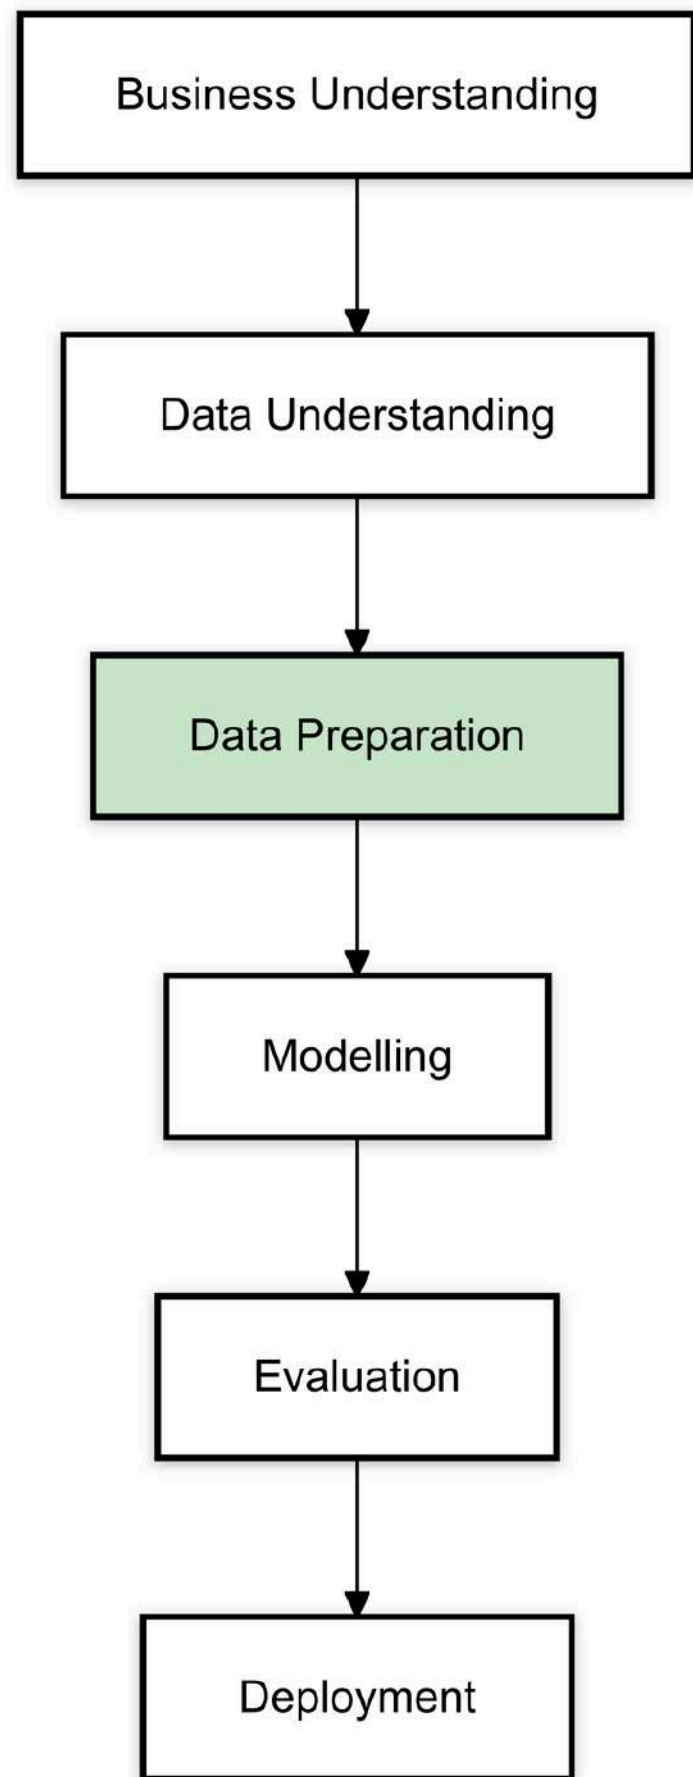 Business Understanding
Data Understanding
Data Preparation
Modelling
Evaluation
Deployment